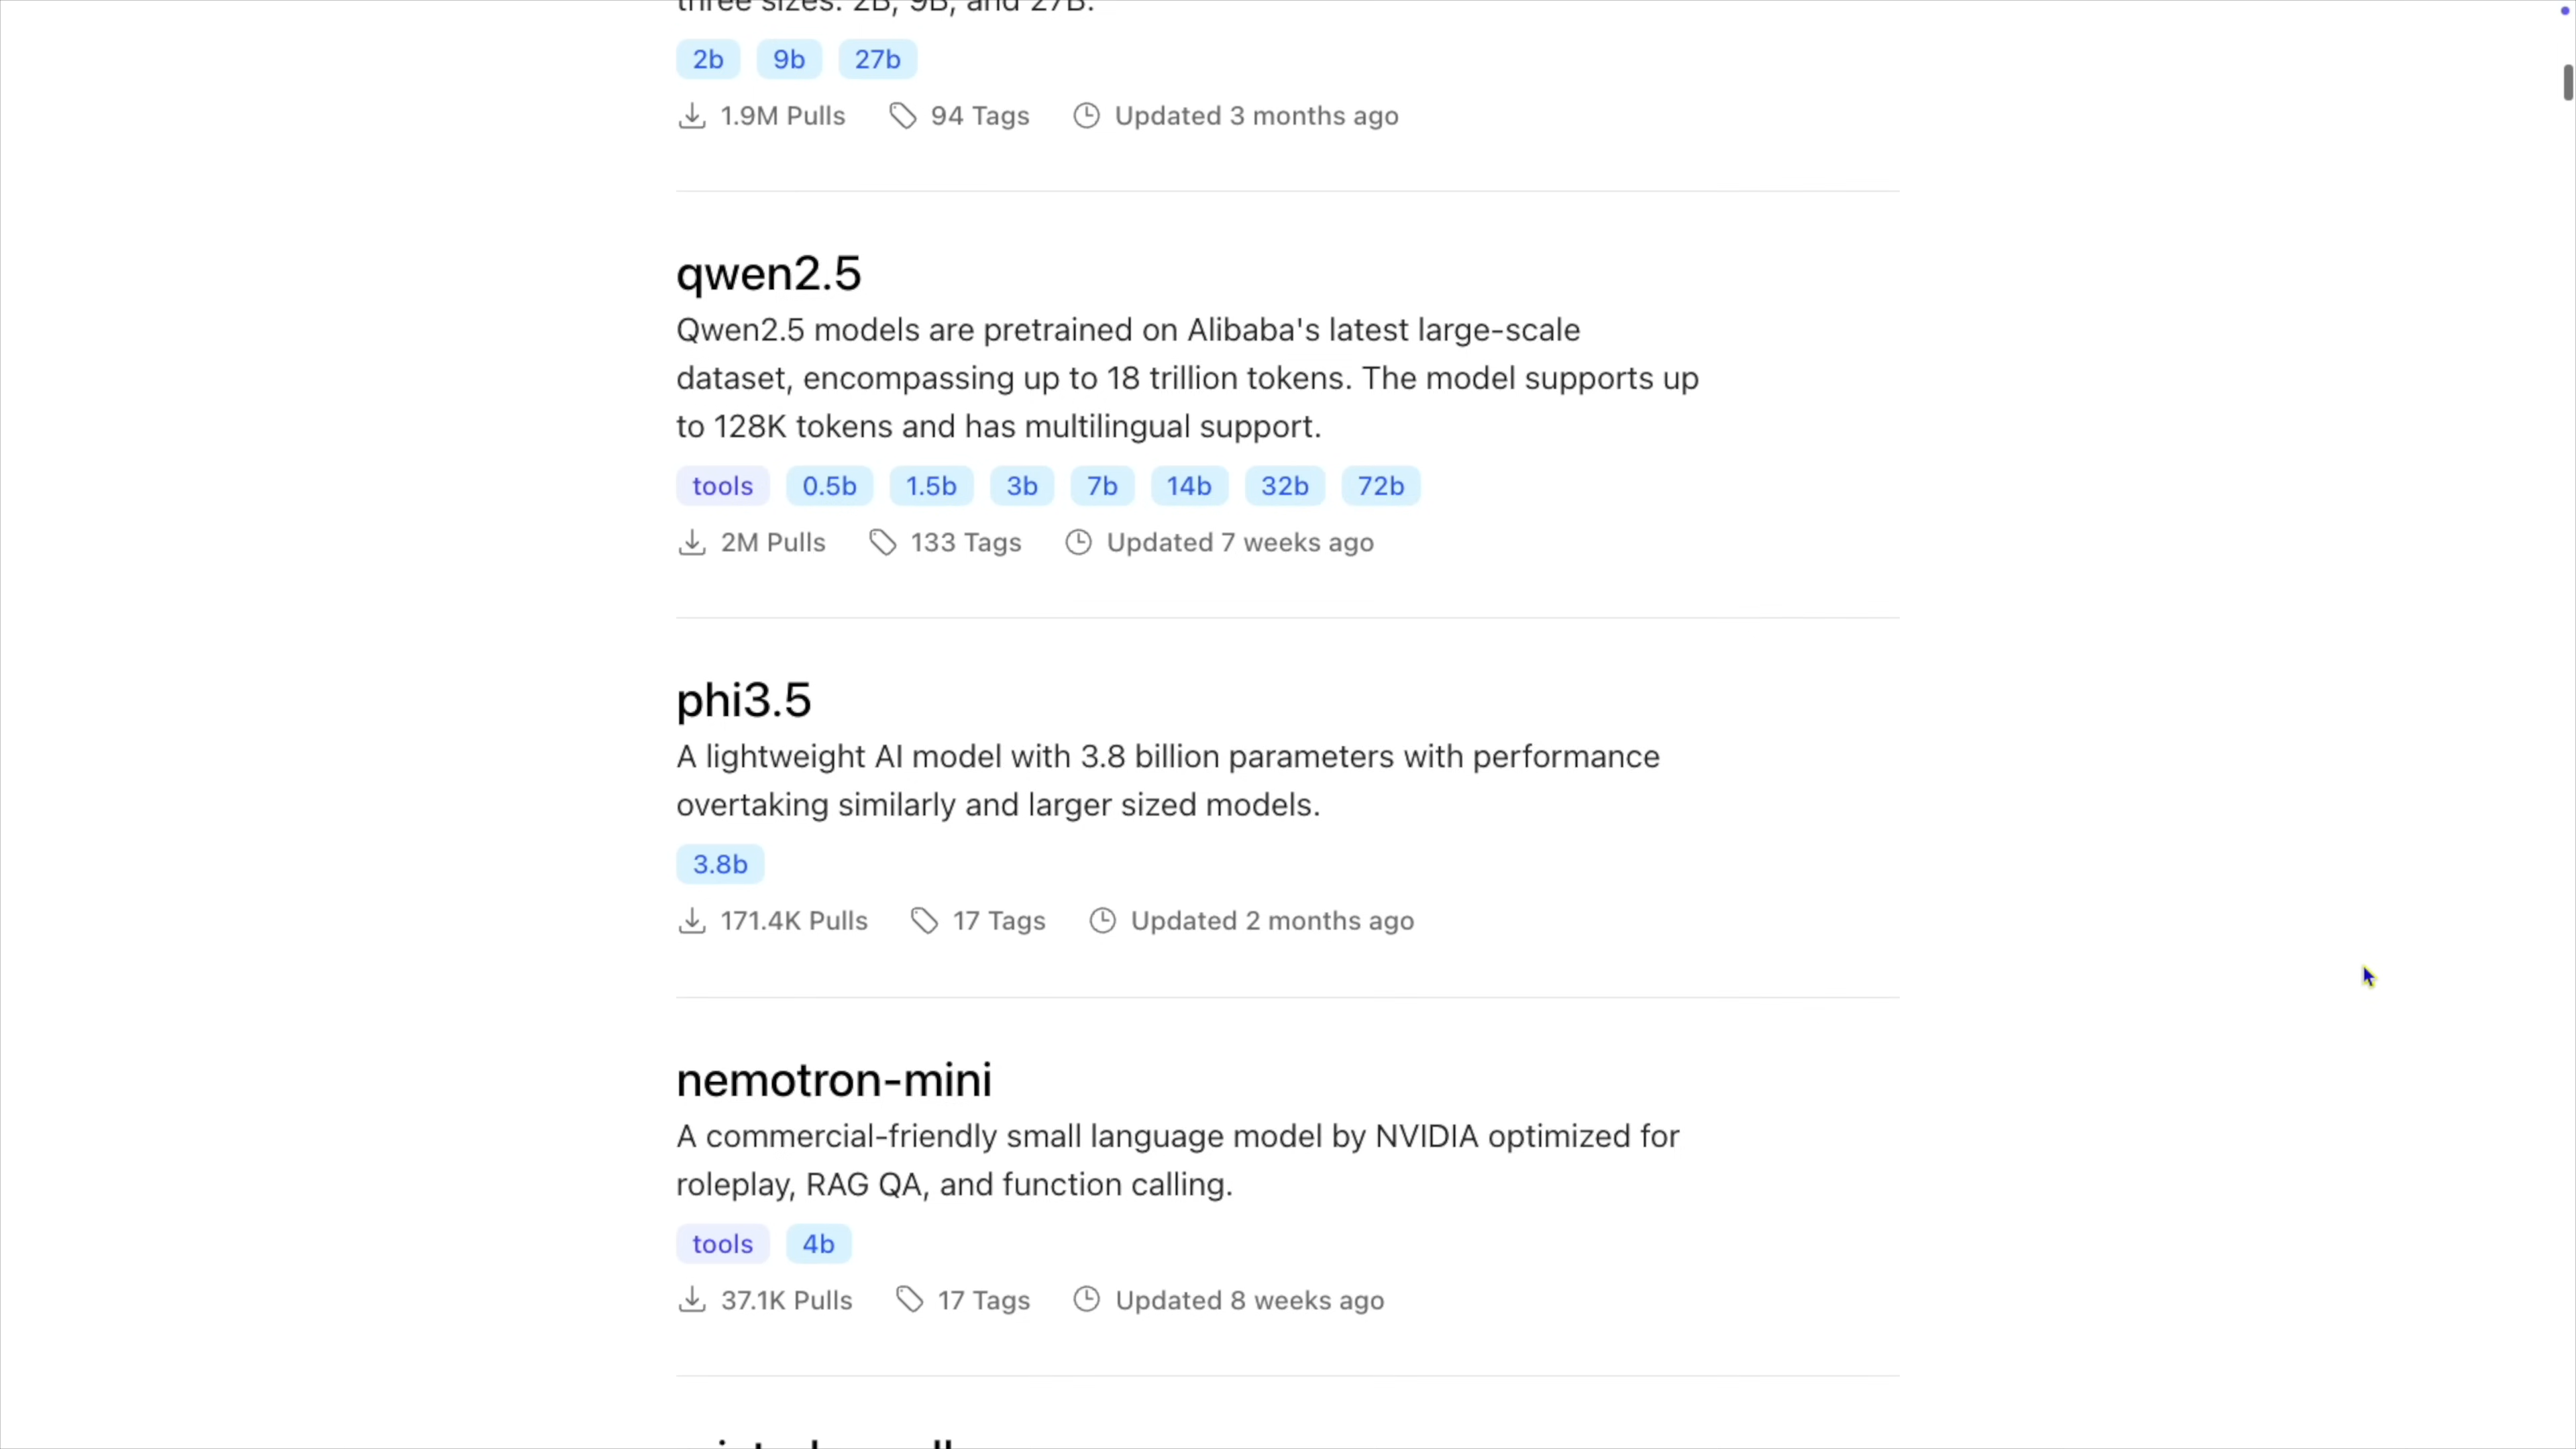 three sizes: 2B, 9B, and 27B.
2b 9b 27b
1.9M Pulls 94 Tags Updated 3 months ago
qwen2.5
Qwen2.5 models are pretrained on Alibaba's latest large-scale
dataset, encompassing up to 18 trillion tokens. The model supports up
to 128K tokens and has multilingual support.
tools 0.5b 1.5b 3b 7b 14b 32b 72b
2M Pulls 133 Tags Updated 7 weeks ago
phi3.5
A lightweight AI model with 3.8 billion parameters with performance
overtaking similarly and larger sized models.
3.8b
171.4K Pulls 17 Tags Updated 2 months ago
nemotron-mini
A commercial-friendly small language model by NVIDIA optimized for
roleplay, RAG QA, and function calling.
tools 4b
37.1K Pulls 17 Tags Updated 8 weeks ago